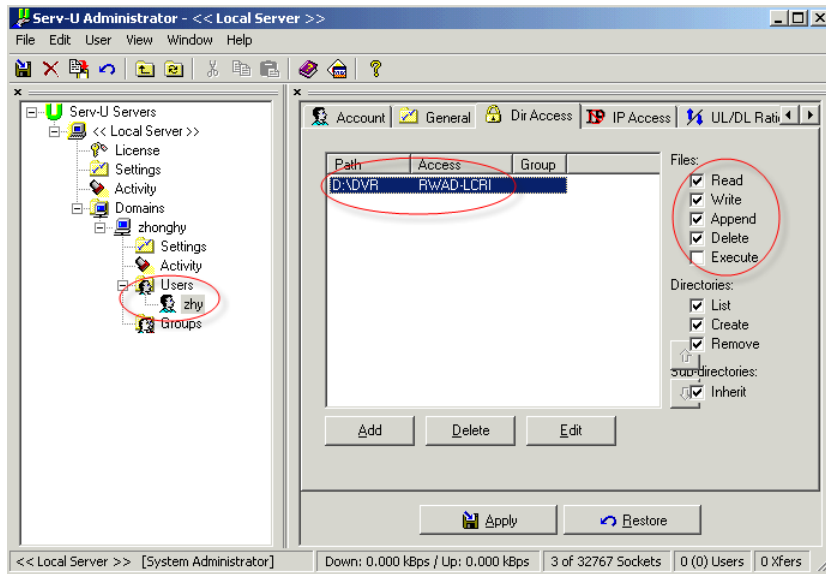 Serv-U Administrator - << Local Server >>
File Edit User View Window Help
Serv-U Servers
<< Local Server >>
License
Settings
Activity
Domains
zhonghy
Settings
Activity
Users
zhy
Groups
Account General Dir Access IP Access UL/DL Rati
Path Access Group
D:\DVR RWAD-LCRI
Files:
Read
Write
Append
Delete
Execute
Directories:
List
Create
Remove
Sub-directories:
Inherit
Add Delete Edit
Apply Restore
<< Local Server >> [System Administrator] Down: 0.000 kBps / Up: 0.000 kBps 3 of 32767 Sockets 0 (0) Users 0 Xfers